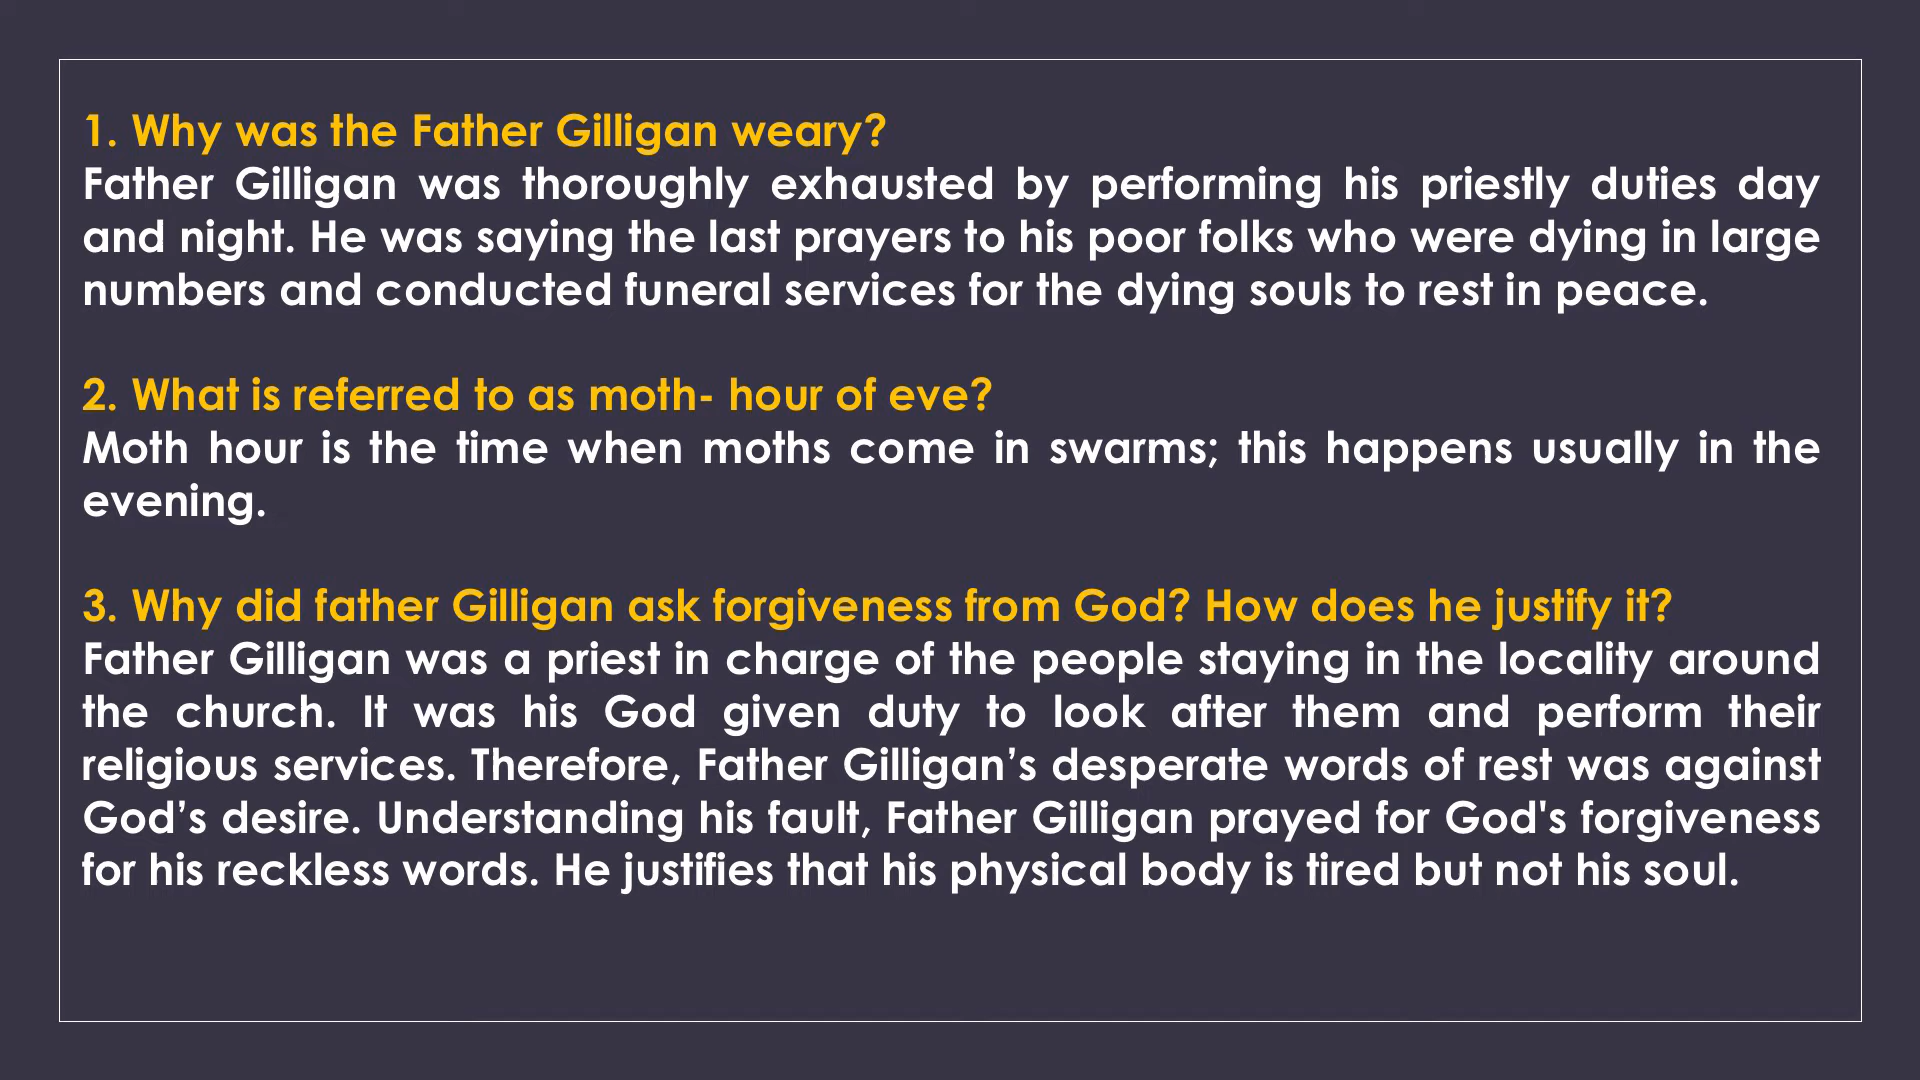 1. Why was the Father Gilligan weary?
Father Gilligan was thoroughly exhausted by performing his priestly duties day
and night. He was saying the last prayers to his poor folks who were dying in large
numbers and conducted funeral services for the dying souls to rest in peace.
2. What is referred to as moth- hour of eve?
Moth hour is the time when moths come in swarms; this happens usually in the
evening.
3. Why did father Gilligan ask forgiveness from God? How does he justify it?
Father Gilligan was a priest in charge of the people staying in the locality around
the church. It was his God given duty to look after them and perform their
religious services. Therefore, Father Gilligan’s desperate words of rest was against
God’s desire. Understanding his fault, Father Gilligan prayed for God's forgiveness
for his reckless words. He justifies that his physical body is tired but not his soul.